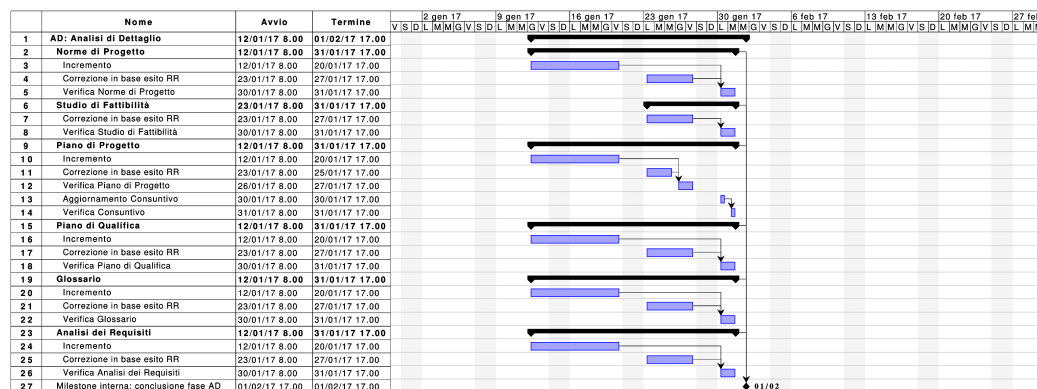 2 gen 17 9 gen 17 16 gen 17 23 gen 17 30 gen 17 6 feb 17 13 feb 17 20 feb 17 27 feb
Nome Avvio Termine V S D L M M G V S D L M M G V S D L M M G V S D L M M G V S D L M M G V S D L M M G V S D L M M G V S D L M M G V S D L M
1 AD: Analisi di Dettaglio 12/01/17 8.00 01/02/17 17.00
2 Norme di Progetto 12/01/17 8.00 31/01/17 17.00
3 Incremento 12/01/17 8.00 20/01/17 17.00
4 Correzione in base esito RR 23/01/17 8.00 27/01/17 17.00
5 Verifica Norme di Progetto 30/01/17 8.00 31/01/17 17.00
6 Studio di Fattibilità 23/01/17 8.00 31/01/17 17.00
7 Correzione in base esito RR 23/01/17 8.00 27/01/17 17.00
8 Verifica Studio di Fattibilità 30/01/17 8.00 31/01/17 17.00
9 Piano di Progetto 12/01/17 8.00 31/01/17 17.00
10 Incremento 12/01/17 8.00 20/01/17 17.00
11 Correzione in base esito RR 23/01/17 8.00 25/01/17 17.00
12 Verifica Piano di Progetto 26/01/17 8.00 27/01/17 17.00
13 Aggiornamento Consuntivo 30/01/17 8.00 30/01/17 17.00
14 Verifica Consuntivo 31/01/17 8.00 31/01/17 17.00
15 Piano di Qualifica 12/01/17 8.00 31/01/17 17.00
16 Incremento 12/01/17 8.00 20/01/17 17.00
17 Correzione in base esito RR 23/01/17 8.00 27/01/17 17.00
18 Verifica Piano di Qualifica 30/01/17 8.00 31/01/17 17.00
19 Glossario 12/01/17 8.00 31/01/17 17.00
20 Incremento 12/01/17 8.00 20/01/17 17.00
21 Correzione in base esito RR 23/01/17 8.00 27/01/17 17.00
22 Verifica Glossario 30/01/17 8.00 31/01/17 17.00
23 Analisi dei Requisiti 12/01/17 8.00 31/01/17 17.00
24 Incremento 12/01/17 8.00 20/01/17 17.00
25 Correzione in base esito RR 23/01/17 8.00 27/01/17 17.00
26 Verifica Analisi dei Requisiti 30/01/17 8.00 31/01/17 17.00
27 Milestone interna: conclusione fase AD 01/02/17 17.00 01/02/17 17.00 01/02